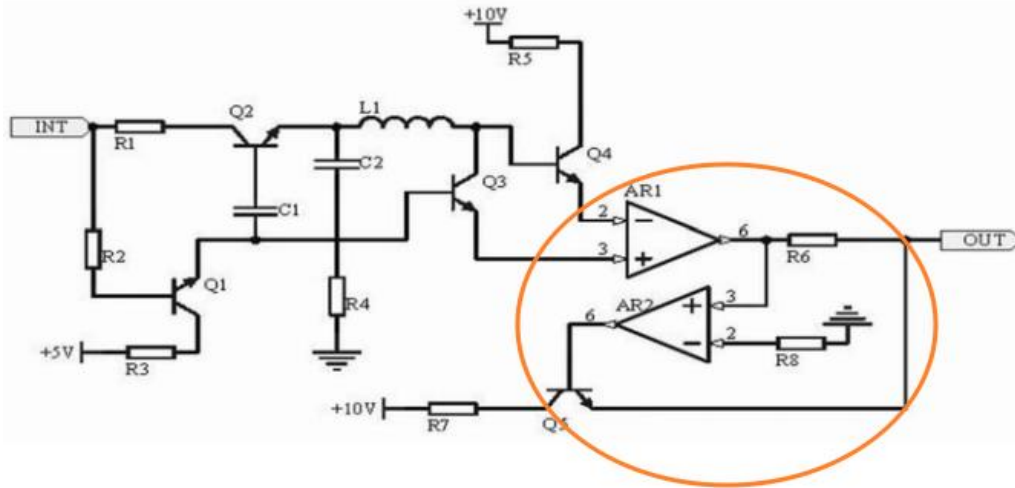 +10V
R5
INT
R1
Q2
L1
C2
Q3
Q4
C1
AR1
2
3
6
R6
OUT
R2
Q1
R4
AR2
6
3
2
R8
+5V
R3
+10V
R7
Q5